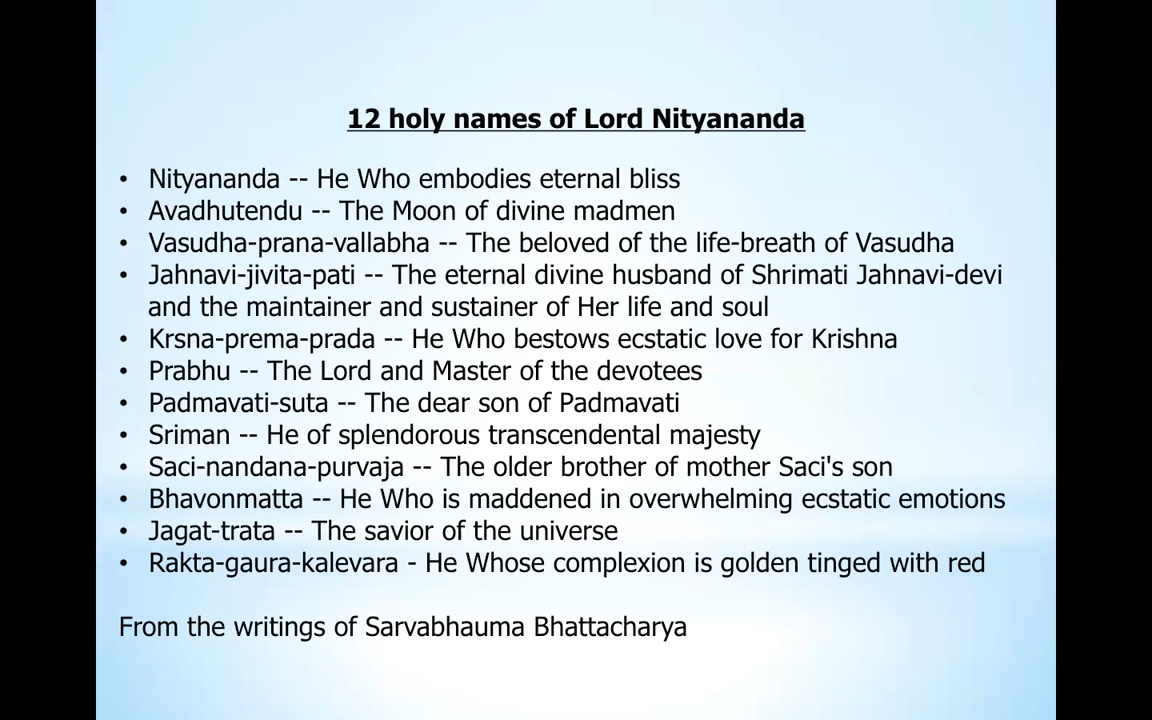 12 holy names of Lord Nityananda
• Nityananda -- He Who embodies eternal bliss
• Avadhutendu -- The Moon of divine madmen
• Vasudha-prana-vallabha -- The beloved of the life-breath of Vasudha
• Jahnavi-jivita-pati -- The eternal divine husband of Shrimati Jahnavi-devi
and the maintainer and sustainer of Her life and soul
• Krsna-prema-prada -- He Who bestows ecstatic love for Krishna
• Prabhu -- The Lord and Master of the devotees
• Padmavati-suta -- The dear son of Padmavati
• Sriman -- He of splendorous transcendental majesty
• Saci-nandana-purvaja -- The older brother of mother Saci's son
• Bhavonmatta -- He Who is maddened in overwhelming ecstatic emotions
• Jagat-trata -- The savior of the universe
• Rakta-gaura-kalevara - He Whose complexion is golden tinged with red
From the writings of Sarvabhauma Bhattacharya